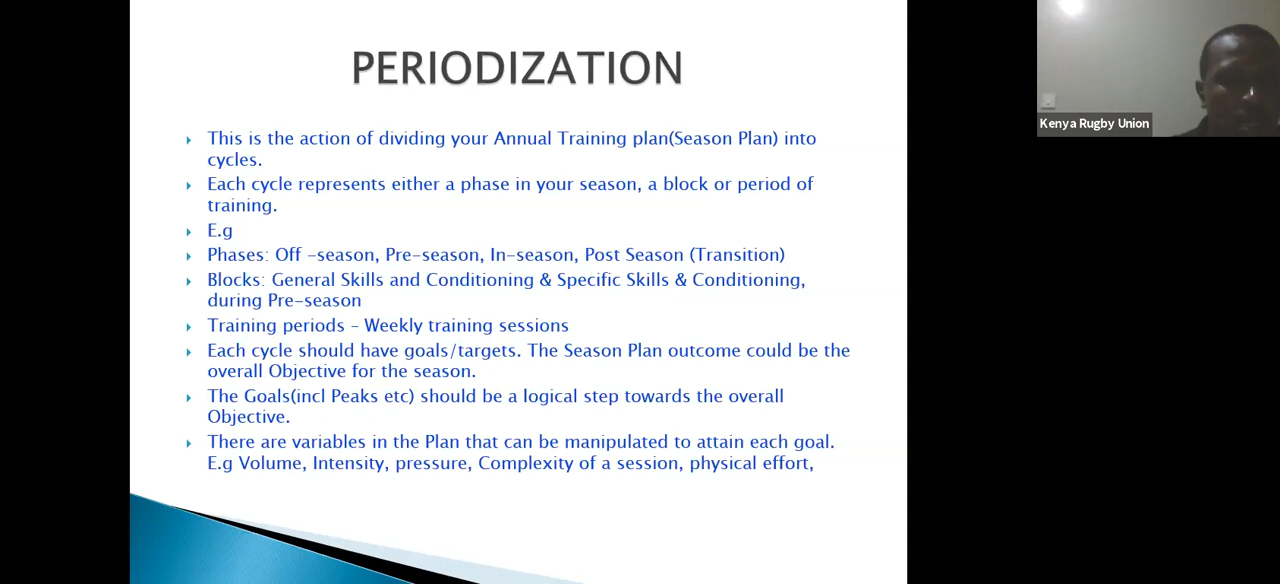 PERIODIZATION
This is the action of dividing your Annual Training plan(Season Plan) into
cycles.
Each cycle represents either a phase in your season, a block or period of
training.
E.g
Phases: Off -season, Pre-season, In-season, Post Season (Transition)
Blocks: General Skills and Conditioning & Specific Skills & Conditioning,
during Pre-season
Training periods - Weekly training sessions
Each cycle should have goals/targets. The Season Plan outcome could be the
overall Objective for the season.
The Goals(incl Peaks etc) should be a logical step towards the overall
Objective.
There are variables in the Plan that can be manipulated to attain each goal.
E.g Volume, Intensity, pressure, Complexity of a session, physical effort,
Kenya Rugby Union